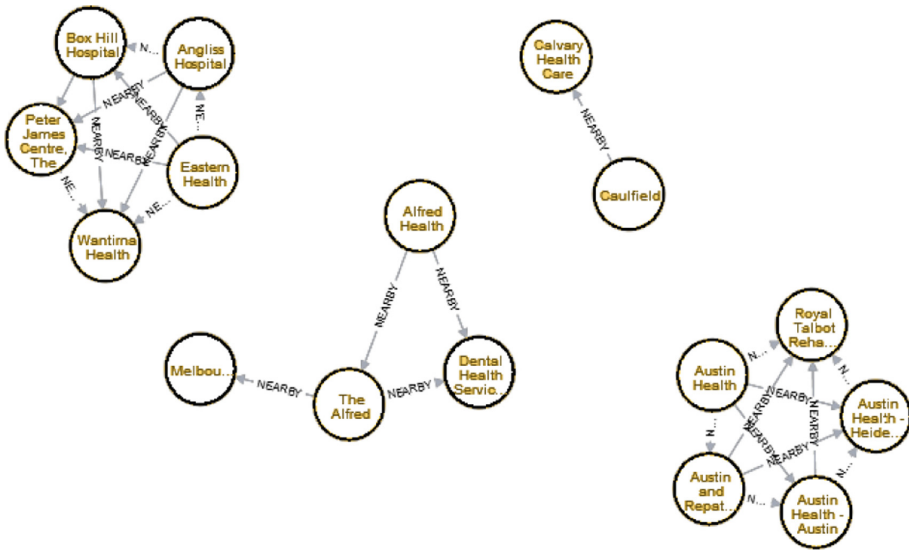 Box Hill
Hospital
Angliss
Hospital
N...
NEARBY
NEARBY
NE...
Peter
James
Centre,
The
NEARBY
NEARBY
NEARBY
Eastern
Health
NE...
NE...
Wantirna
Health
Calvary
Health
Care
NEARBY
Caulfield
Alfred
Health
NEARBY
NEARBY
Melbou...
NEARBY
The
Alfred
NEARBY
Dental
Health
Servic...
Royal
Talbot
Reha...
N...
Austin
Health
N...
NEARBY
NEARBY
NEARBY
NEARBY
Austin
Health -
Heide...
N...
NEARBY
Austin
and
Repat...
N...
N...
Austin
Health -
Austin